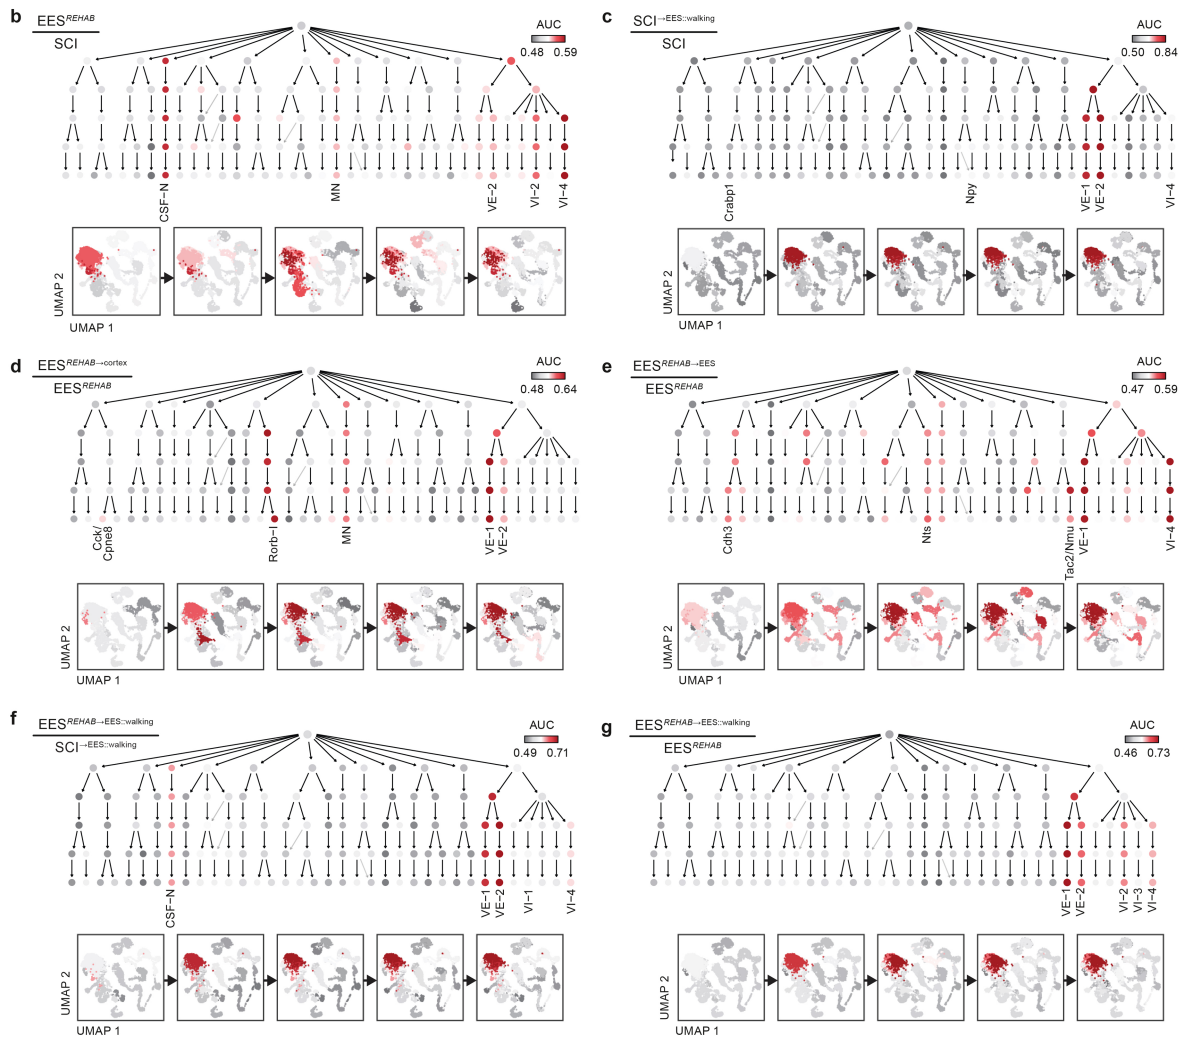 b
EES^REHAB
SCI
AUC
0.48 0.59
CSF-N
MN
VE-2
VI-2
VI-4
UMAP 2
UMAP 1
c
SCI^→EES::walking
SCI
AUC
0.50 0.84
Crabp1
Npy
VE-1
VE-2
VI-4
UMAP 2
UMAP 1
d
EES^REHAB→cortex
EES^REHAB
AUC
0.48 0.64
Cck/
Cpne8
Rorb-I
MN
VE-1
VE-2
UMAP 2
UMAP 1
e
EES^REHAB→EES
EES^REHAB
AUC
0.47 0.59
Cdh3
Nts
Tac2/Nmu
VE-1
VI-4
UMAP 2
UMAP 1
f
EES^REHAB→EES::walking
SCI^→EES::walking
AUC
0.49 0.71
CSF-N
VE-1
VE-2
VI-1
VI-4
UMAP 2
UMAP 1
g
EES^REHAB→EES::walking
EES^REHAB
AUC
0.46 0.73
VE-1
VE-2
VI-2
VI-3
VI-4
UMAP 2
UMAP 1